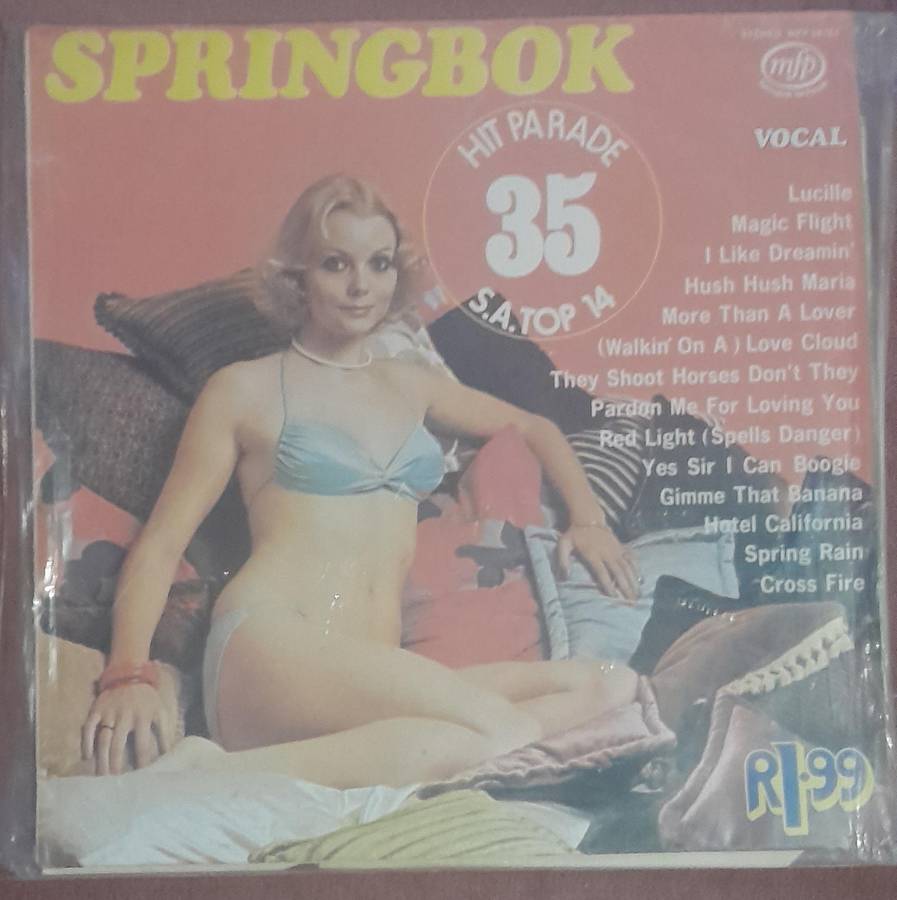 SPRINGBOK
STEREO
mfp
HIT PARADE
35
S.A. TOP 14
VOCAL
Lucille
Magic Flight
I Like Dreamin'
Hush Hush Maria
More Than A Lover
(Walkin' On A) Love Cloud
They Shoot Horses Don't They
Pardon Me For Loving You
Red Light (Spells Danger)
Yes Sir I Can Boogie
Gimme That Banana
Hotel California
Spring Rain
Cross Fire
R1·99